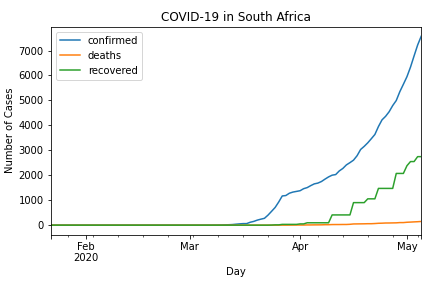 COVID-19 in South Africa
confirmed
deaths
recovered
Number of Cases
7000
6000
5000
4000
3000
2000
1000
0
Feb
2020
Mar
Apr
May
Day